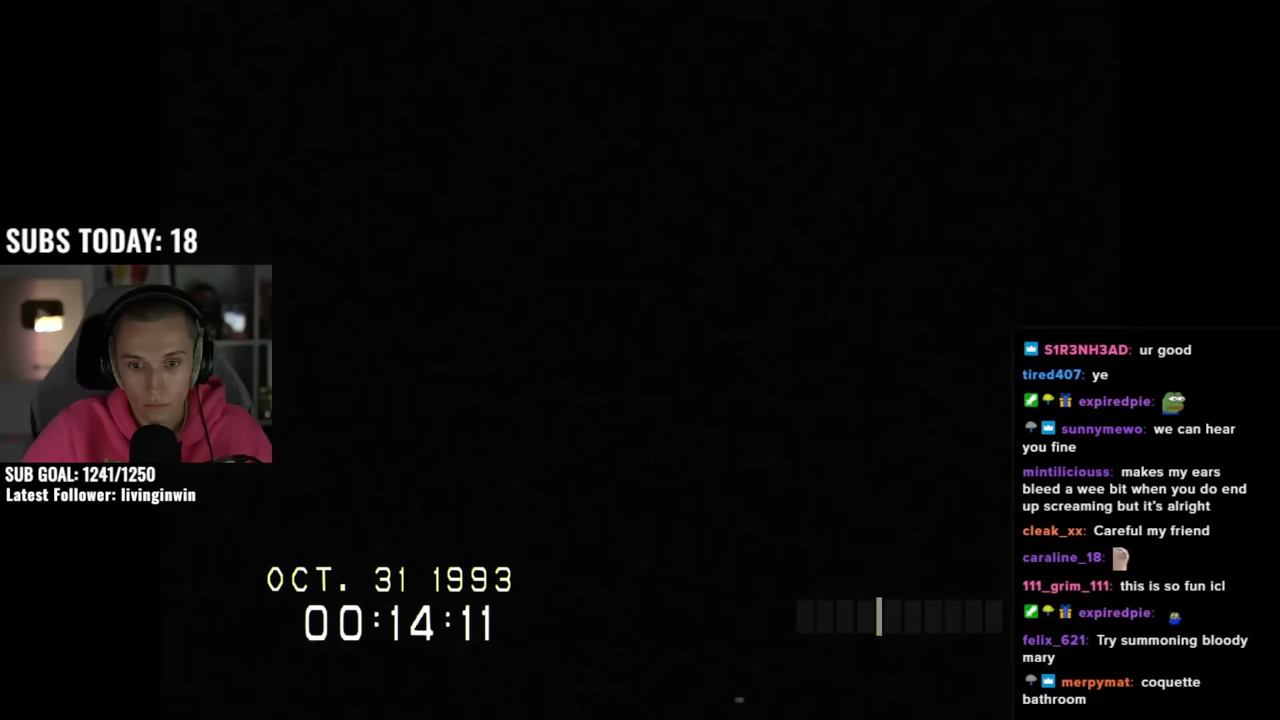 SUBS TODAY: 18
SUB GOAL: 1241/1250
Latest Follower: livinginwin
OCT. 31 1993
00:14:11
S1R3NH3AD: ur good
tired407: ye
expiredpie:
sunnymewo: we can hear
you fine
mintiliciouss: makes my ears
bleed a wee bit when you do end
up screaming but it's alright
cleak_xx: Careful my friend
caraline_18:
111_grim_111: this is so fun icl
expiredpie:
felix_621: Try summoning bloody
mary
merpymat: coquette
bathroom